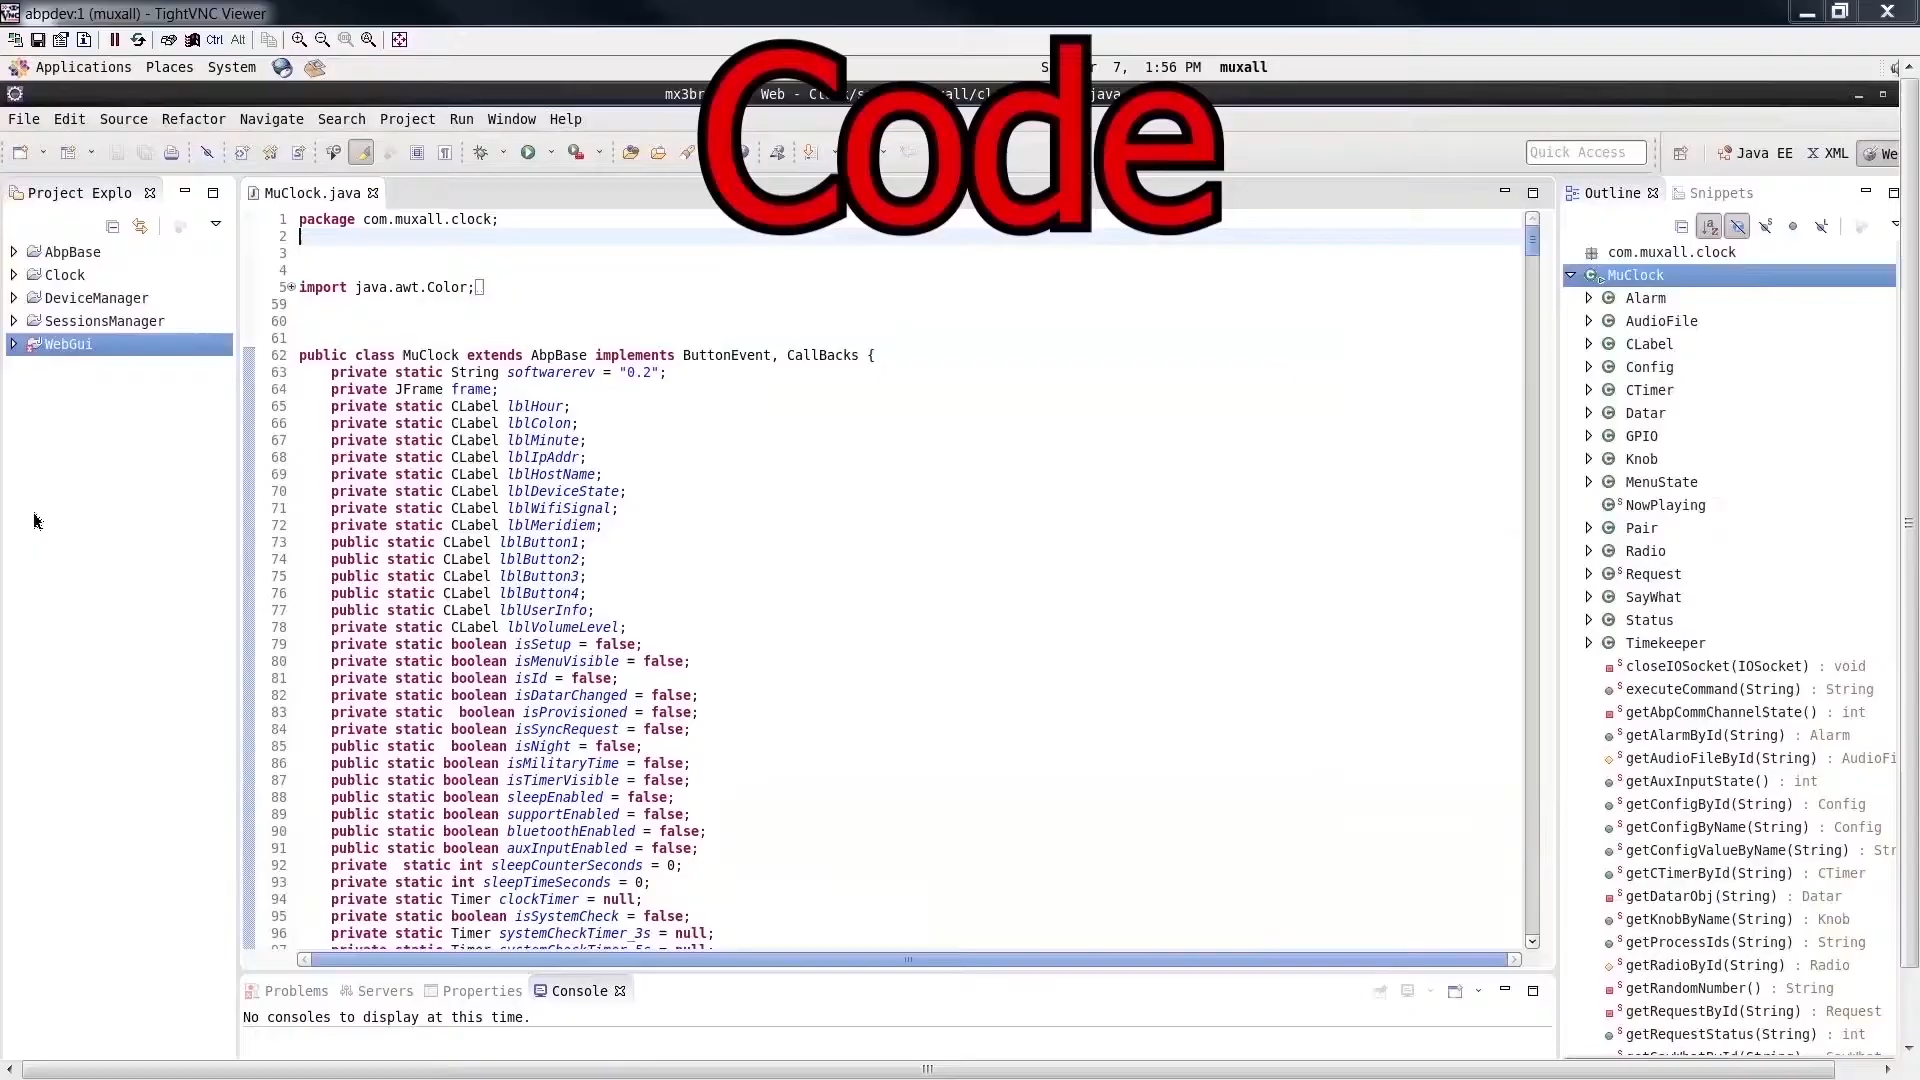 abpdev:1 (muxall) - TightVNC Viewer
Ctrl Alt
Applications Places System
7, 1:56 PM muxall
Code
Web
java
File Edit Source Refactor Navigate Search Project Run Window Help
Quick Access
Java EE
XML
We
Project Explo
AbpBase
Clock
DeviceManager
SessionsManager
WebGui
MuClock.java
1 package com.muxall.clock;
2
3
4
5 import java.awt.Color;
59
60
61
62 public class MuClock extends AbpBase implements ButtonEvent, CallBacks {
63 private static String softwarerev = "0.2";
64 private JFrame frame;
65 private static CLabel lblHour;
66 private static CLabel lblColon;
67 private static CLabel lblMinute;
68 private static CLabel lblIpAddr;
69 private static CLabel lblHostName;
70 private static CLabel lblDeviceState;
71 private static CLabel lblWifiSignal;
72 private static CLabel lblMeridiem;
73 public static CLabel lblButton1;
74 public static CLabel lblButton2;
75 public static CLabel lblButton3;
76 public static CLabel lblButton4;
77 public static CLabel lblUserInfo;
78 private static CLabel lblVolumeLevel;
79 private static boolean isSetup = false;
80 private static boolean isMenuVisible = false;
81 private static boolean isId = false;
82 private static boolean isDatarChanged = false;
83 private static  boolean isProvisioned = false;
84 private static boolean isSyncRequest = false;
85 public static  boolean isNight = false;
86 public static boolean isMilitaryTime = false;
87 public static boolean isTimerVisible = false;
88 public static boolean sleepEnabled = false;
89 public static boolean supportEnabled = false;
90 public static boolean bluetoothEnabled = false;
91 public static boolean auxInputEnabled = false;
92 private  static int sleepCounterSeconds = 0;
93 private static int sleepTimeSeconds = 0;
94 private static Timer clockTimer = null;
95 private static boolean isSystemCheck = false;
96 private static Timer systemCheckTimer_3s = null;
97 private static Timer systemCheckTimer_5s = null;
Problems Servers Properties Console
No consoles to display at this time.
Outline Snippets
com.muxall.clock
MuClock
Alarm
AudioFile
CLabel
Config
CTimer
Datar
GPIO
Knob
MenuState
S NowPlaying
Pair
Radio
S Request
SayWhat
Status
Timekeeper
S closeIOSocket(IOSocket) : void
S executeCommand(String) : String
S getAbpCommChannelState() : int
S getAlarmById(String) : Alarm
S getAudioFileById(String) : AudioFi
S getAuxInputState() : int
S getConfigById(String) : Config
S getConfigByName(String) : Config
S getConfigValueByName(String) : Str
S getCTimerById(String) : CTimer
S getDatarObj(String) : Datar
S getKnobByName(String) : Knob
S getProcessIds(String) : String
S getRadioById(String) : Radio
S getRandomNumber() : String
S getRequestById(String) : Request
S getRequestStatus(String) : int